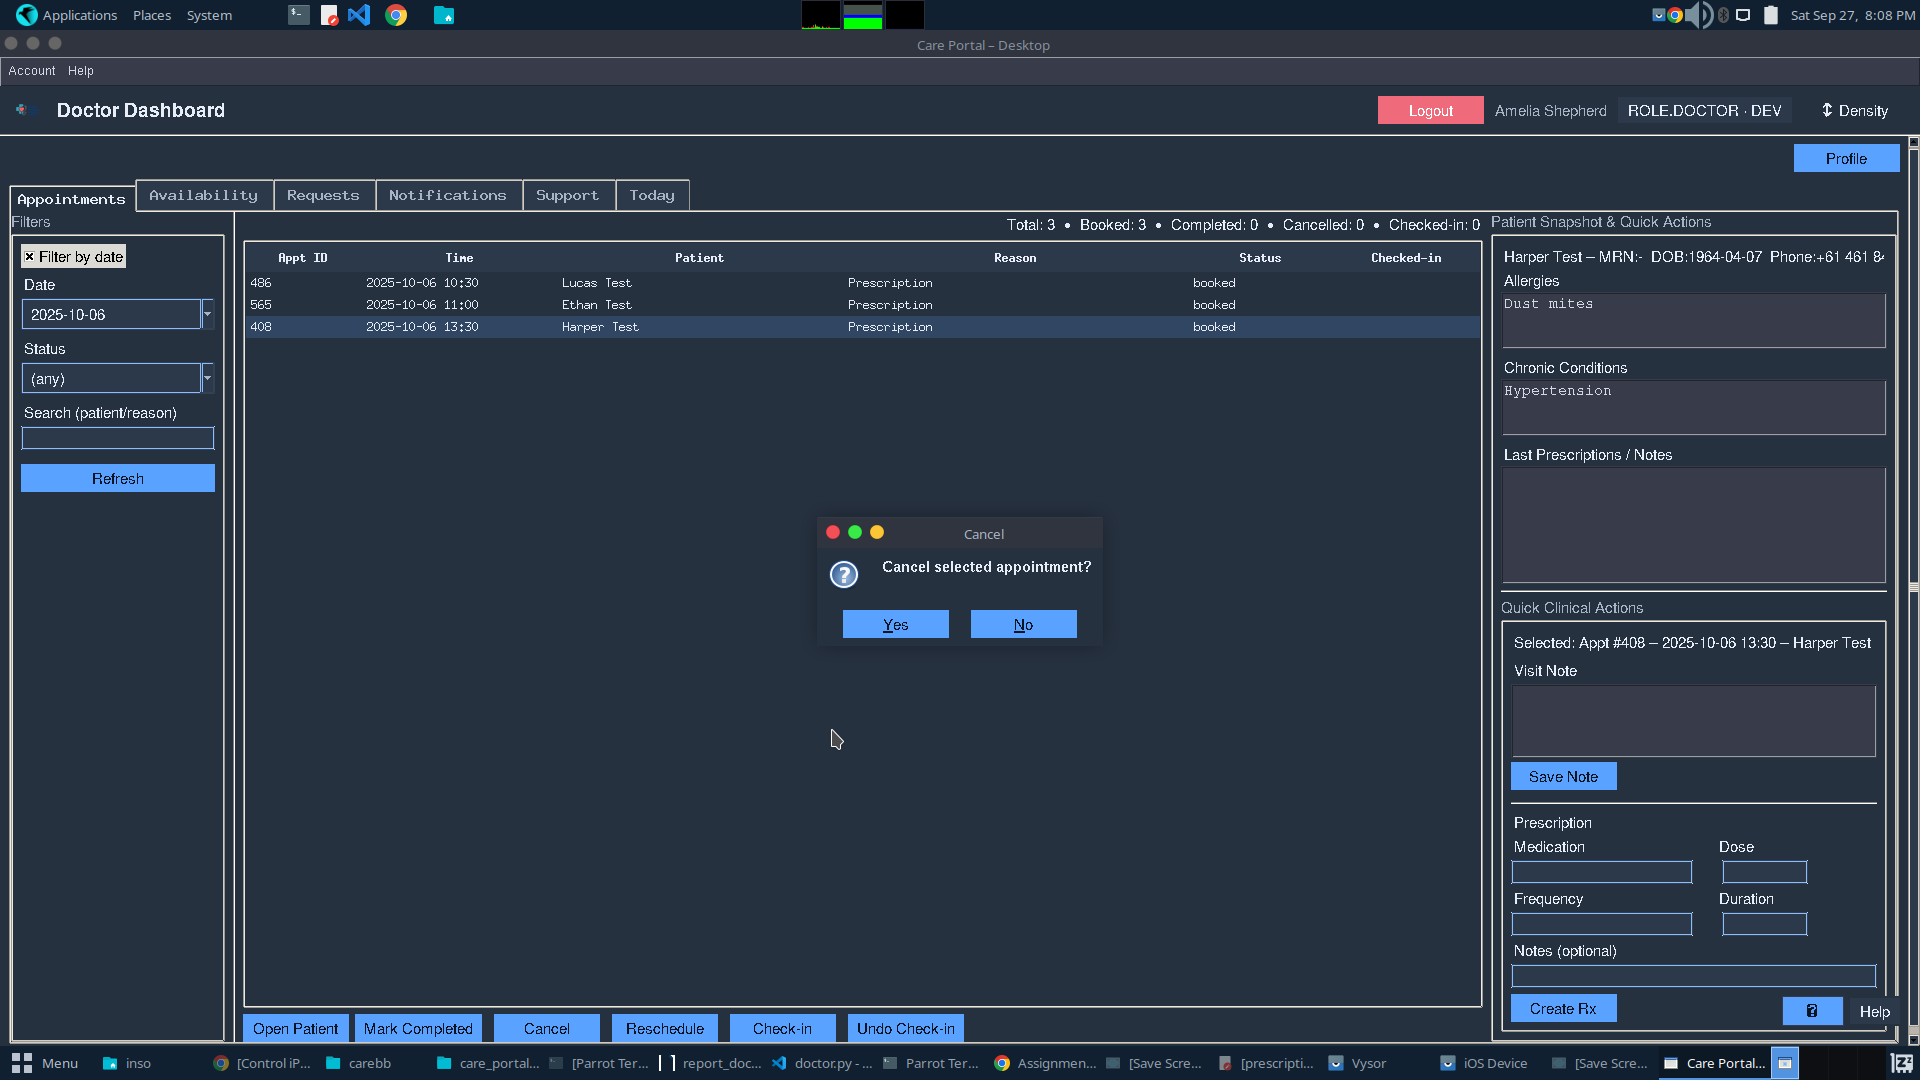 Applications Places System
Sat Sep 27, 8:08 PM
Care Portal – Desktop
Account Help
Doctor Dashboard
Logout Amelia Shepherd ROLE.DOCTOR · DEV ↕ Density
Profile
Appointments Availability Requests Notifications Support Today
Filters
Total: 3 • Booked: 3 • Completed: 0 • Cancelled: 0 • Checked-in: 0
Filter by date
Date
2025-10-06
Status
(any)
Search (patient/reason)
Refresh
Appt ID Time Patient Reason Status Checked-in
486 2025-10-06 10:30 Lucas Test Prescription booked
565 2025-10-06 11:00 Ethan Test Prescription booked
408 2025-10-06 13:30 Harper Test Prescription booked
Cancel
Cancel selected appointment?
Yes No
Open Patient Mark Completed Cancel Reschedule Check-in Undo Check-in
Patient Snapshot & Quick Actions
Harper Test – MRN:- DOB:1964-04-07 Phone:+61 461 84
Allergies
Dust mites
Chronic Conditions
Hypertension
Last Prescriptions / Notes
Quick Clinical Actions
Selected: Appt #408 – 2025-10-06 13:30 – Harper Test
Visit Note
Save Note
Prescription
Medication Dose
Frequency Duration
Notes (optional)
Create Rx
? Help
Menu inso [Control iP... carebb care_portal... [Parrot Ter... report_doc... doctor.py - ... Parrot Ter... Assignmen... [Save Scre... [prescripti... Vysor iOS Device [Save Scre... Care Portal...